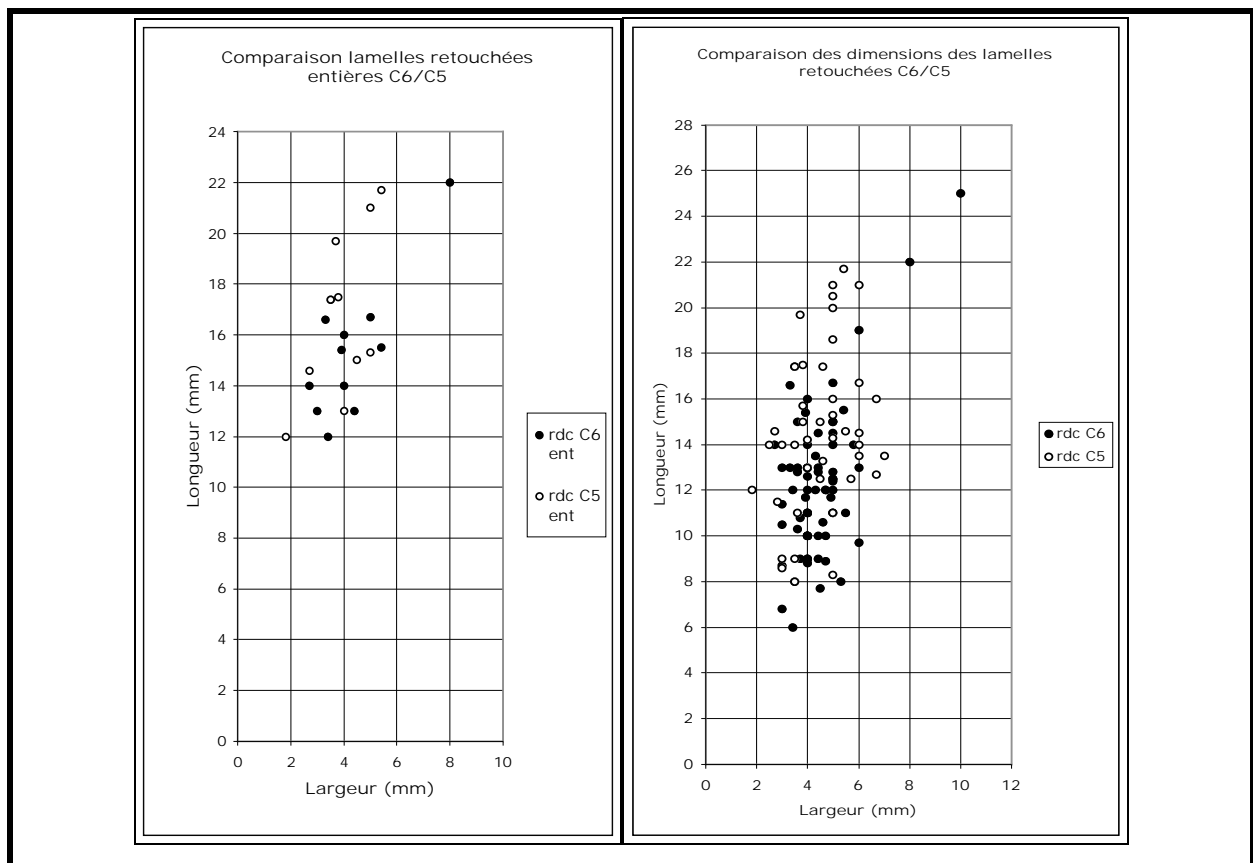 Comparaison lamelles retouchées
entières C6/C5
24
22
20
18
16
14
12
10
8
6
4
2
0
Longueur (mm)
0 2 4 6 8 10
Largeur (mm)
rdc C6
ent
rdc C5
ent
Comparaison des dimensions des lamelles
retouchées C6/C5
28
26
24
22
20
18
16
14
12
10
8
6
4
2
0
Longueur (mm)
0 2 4 6 8 10 12
Largeur (mm)
rdc C6
rdc C5